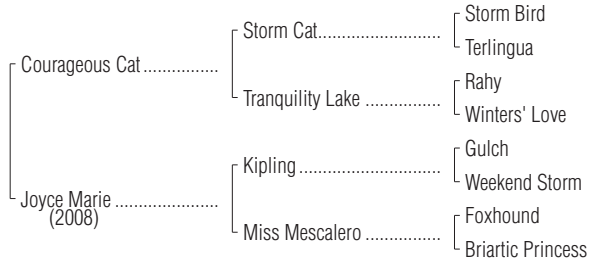 Storm Bird
Storm Cat
Terlingua
Courageous Cat
Rahy
Tranquility Lake
Winters' Love
Gulch
Kipling
Weekend Storm
Joyce Marie
(2008)
Foxhound
Miss Mescalero
Briartic Princess